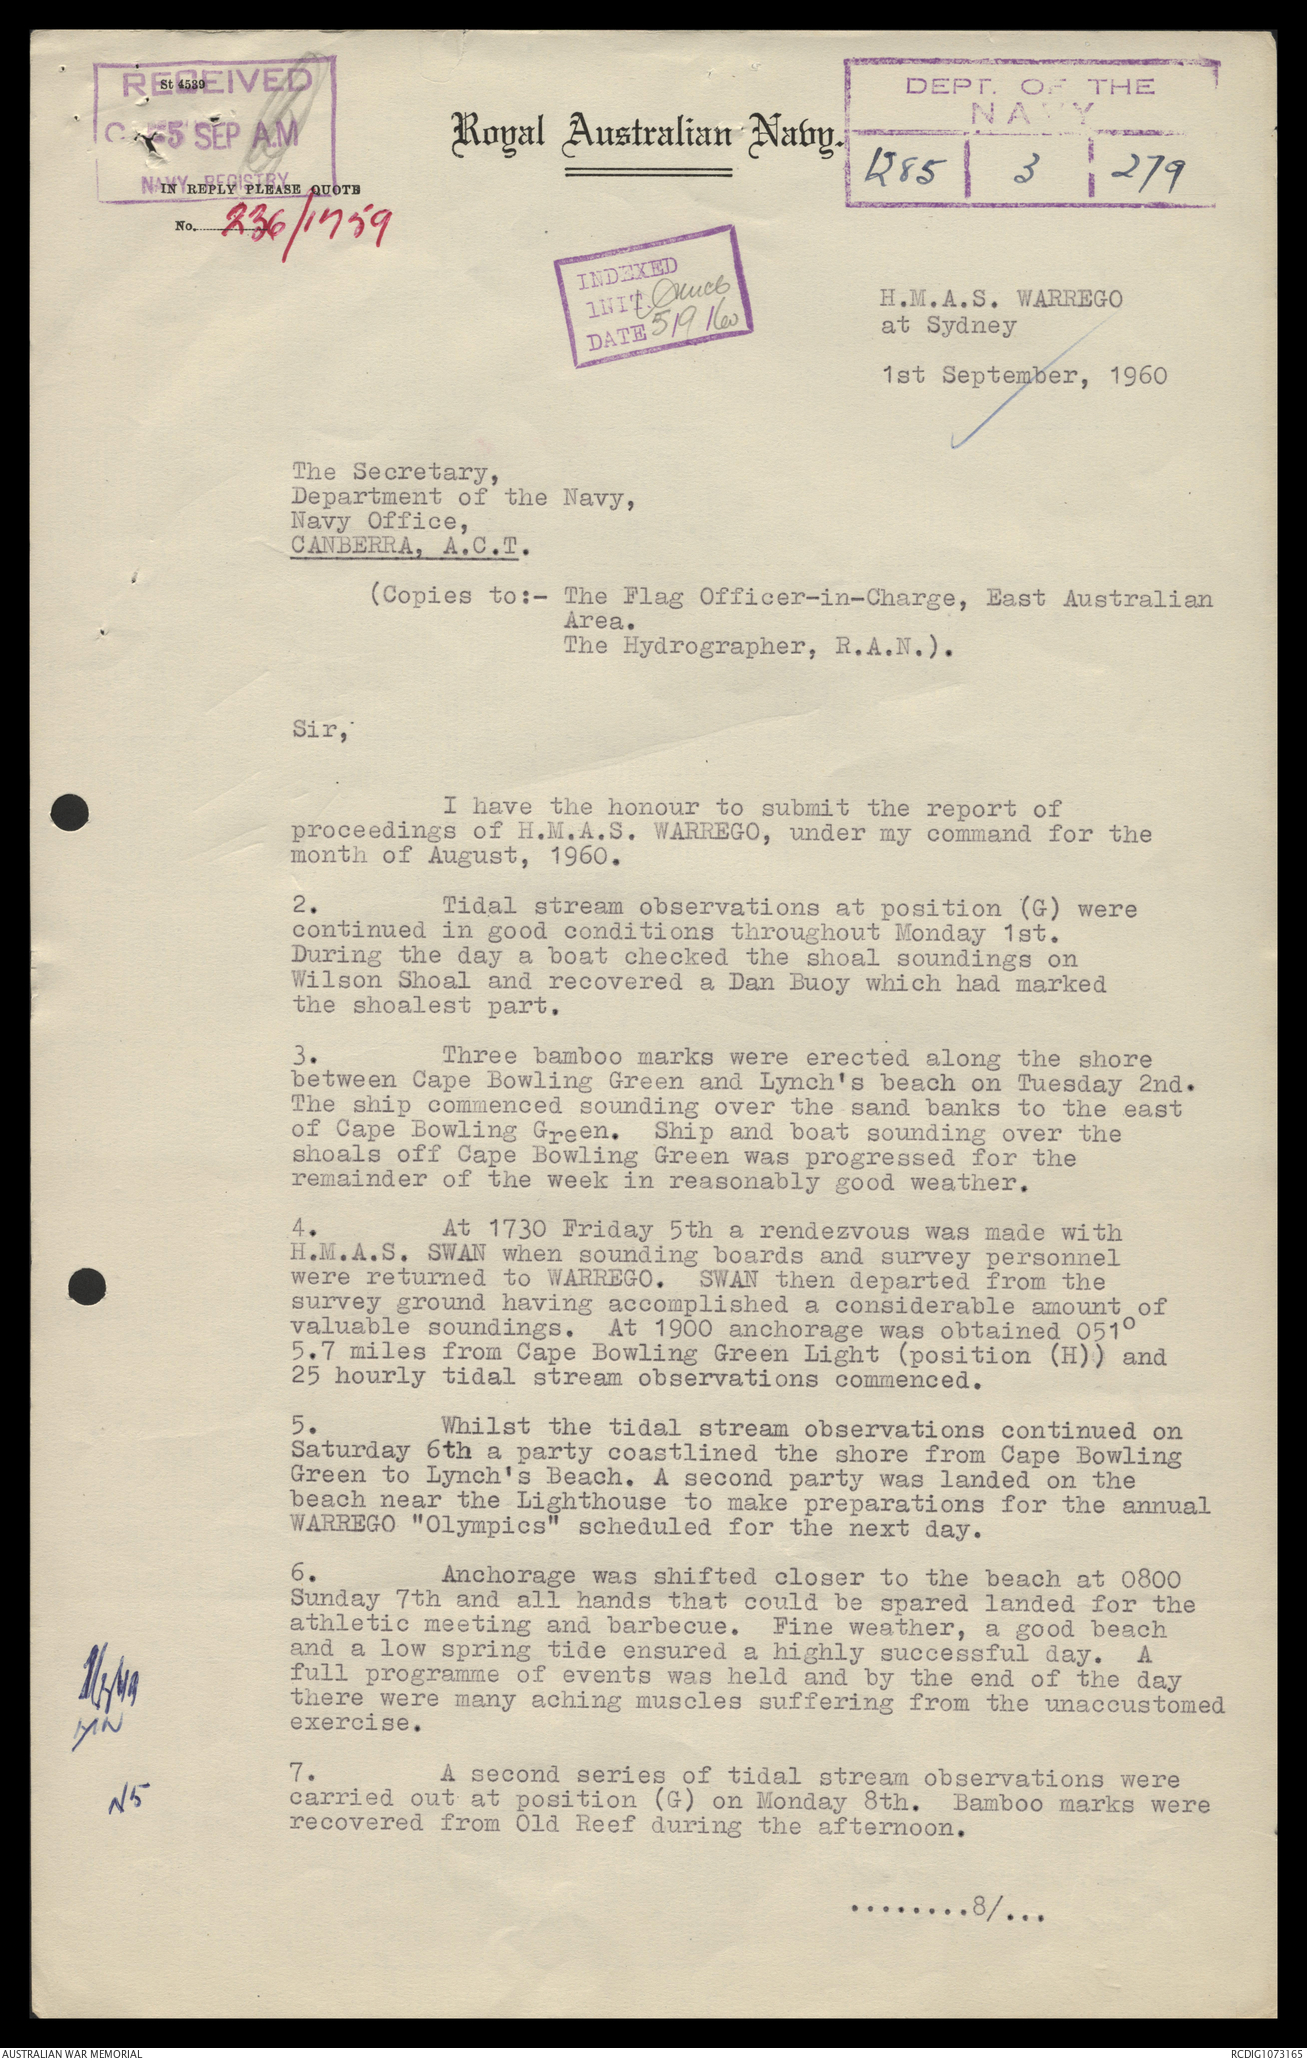 RECEIVED
St 4539
5 SEP A.M
NAVY REGISTRY
IN REPLY PLEASE QUOTE
No. 236/17 59
Royal Australian Navy.
DEPT. OF THE
NAVY
1285 3 279
INDEXED
INIT.
DATE 5/9/60
H.M.A.S. WARREGO
at Sydney
1st September, 1960
The Secretary,
Department of the Navy,
Navy Office,
CANBERRA, A.C.T.
(Copies to:- The Flag Officer-in-Charge, East Australian
Area.
The Hydrographer, R.A.N.).
Sir,
I have the honour to submit the report of
proceedings of H.M.A.S. WARREGO, under my command for the
month of August, 1960.
2. Tidal stream observations at position (G) were
continued in good conditions throughout Monday 1st.
During the day a boat checked the shoal soundings on
Wilson Shoal and recovered a Dan Buoy which had marked
the shoalest part.
3. Three bamboo marks were erected along the shore
between Cape Bowling Green and Lynch's beach on Tuesday 2nd.
The ship commenced sounding over the sand banks to the east
of Cape Bowling Green. Ship and boat sounding over the
shoals off Cape Bowling Green was progressed for the
remainder of the week in reasonably good weather.
4. At 1730 Friday 5th a rendezvous was made with
H.M.A.S. SWAN when sounding boards and survey personnel
were returned to WARREGO. SWAN then departed from the
survey ground having accomplished a considerable amount of
valuable soundings. At 1900 anchorage was obtained 051°
5.7 miles from Cape Bowling Green Light (position (H)) and
25 hourly tidal stream observations commenced.
5. Whilst the tidal stream observations continued on
Saturday 6th a party coastlined the shore from Cape Bowling
Green to Lynch's Beach. A second party was landed on the
beach near the Lighthouse to make preparations for the annual
WARREGO "Olympics" scheduled for the next day.
6. Anchorage was shifted closer to the beach at 0800
Sunday 7th and all hands that could be spared landed for the
athletic meeting and barbecue. Fine weather, a good beach
and a low spring tide ensured a highly successful day. A
full programme of events was held and by the end of the day
there were many aching muscles suffering from the unaccustomed
exercise.
7. A second series of tidal stream observations were
carried out at position (G) on Monday 8th. Bamboo marks were
recovered from Old Reef during the afternoon.
N5
........8/...
AUSTRALIAN WAR MEMORIAL
RCDIG1073165